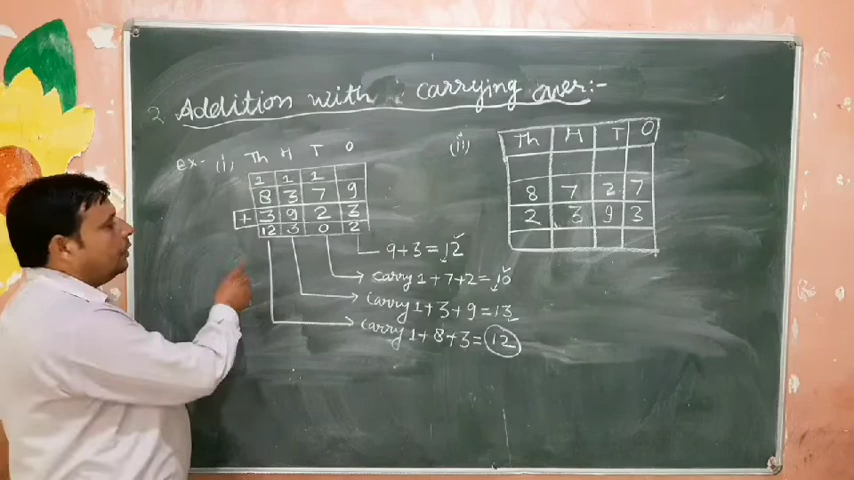 2 Addition with carrying over:-
ex- (i) Th H T O
1 1 1
8 3 7 9
+ 3 9 2 3
12 3 0 2
9+3=12
carry 1+7+2=10
carry 1+3+9=13
carry 1+8+3=12
(ii) Th H T O
8 7 2 7
2 3 9 3